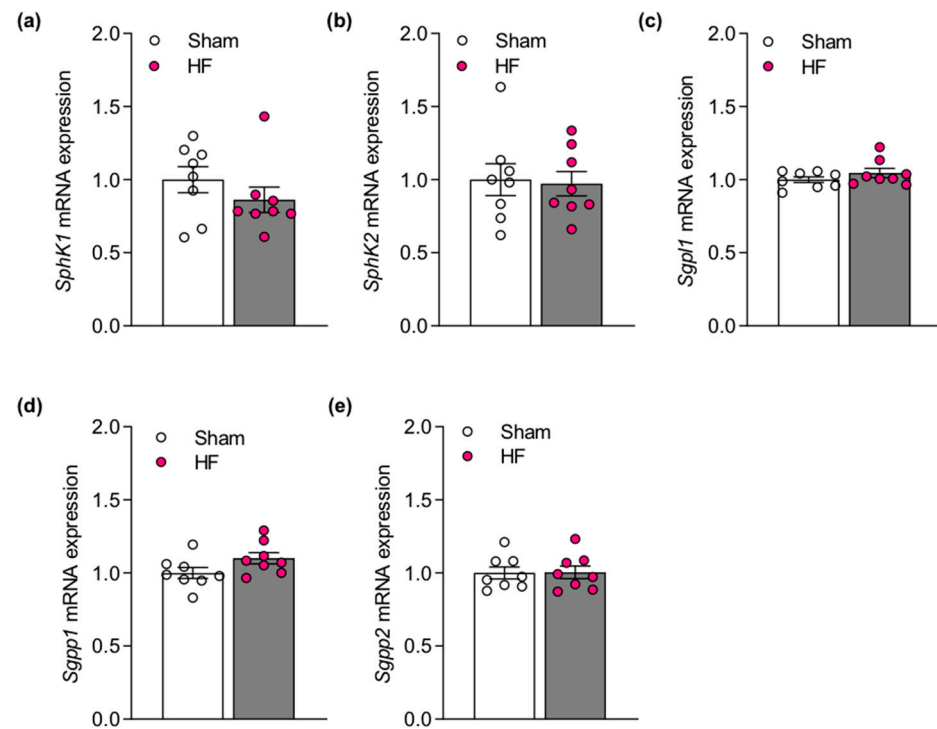 (a)
2.0
1.5
1.0
0.5
0.0
SphK1 mRNA expression
Sham
HF
(b)
2.0
1.5
1.0
0.5
0.0
SphK2 mRNA expression
Sham
HF
(c)
2.0
1.5
1.0
0.5
0.0
Sgpl1 mRNA expression
Sham
HF
(d)
2.0
1.5
1.0
0.5
0.0
Sgpp1 mRNA expression
Sham
HF
(e)
2.0
1.5
1.0
0.5
0.0
Sgpp2 mRNA expression
Sham
HF